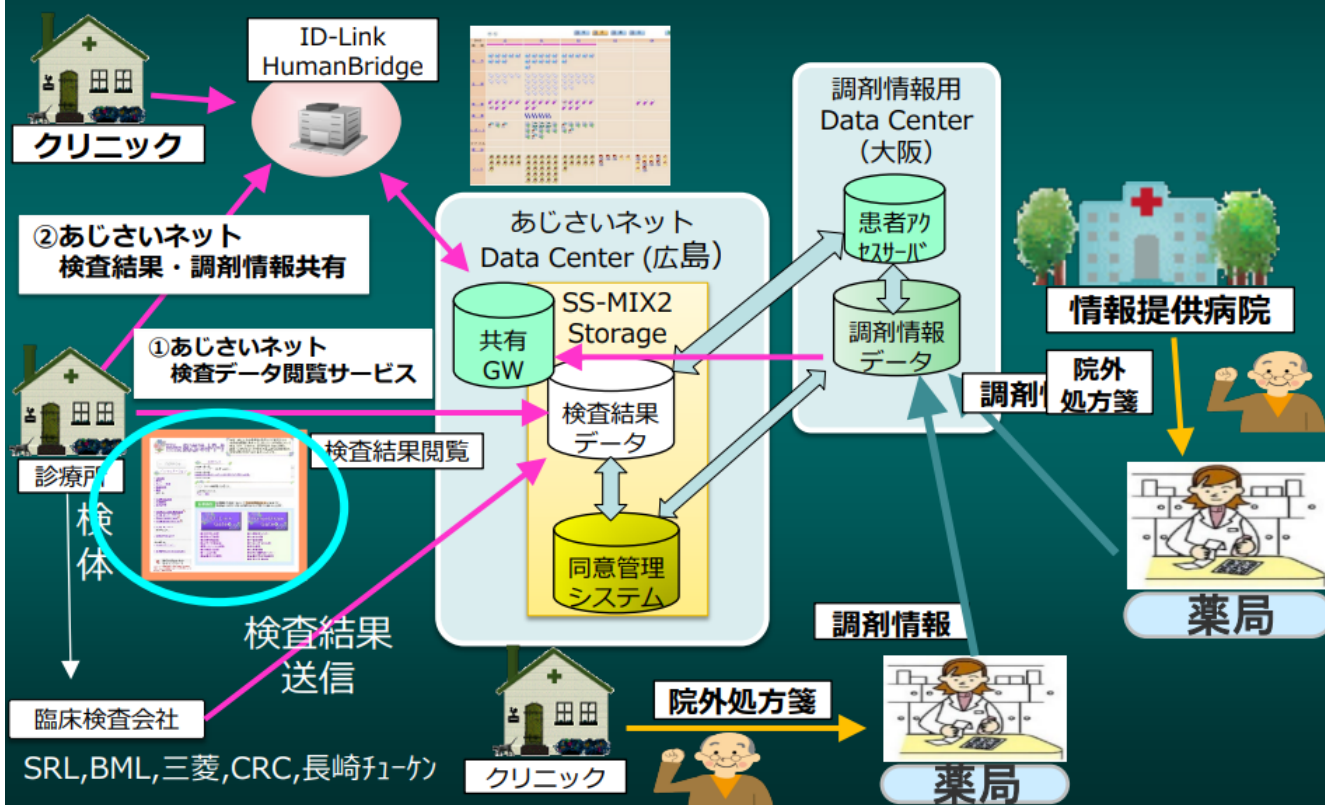 ID-Link
HumanBridge
クリニック
②あじさいネット
検査結果・調剤情報共有
①あじさいネット
検査データ閲覧サービス
診療所
検査結果閲覧
検
体
検査結果
送信
臨床検査会社
SRL,BML,三菱,CRC,長崎ﾁｭｰｹﾝ
あじさいネット
Data Center (広島)
SS-MIX2
Storage
共有
GW
検査結果
データ
同意管理
システム
調剤情報用
Data Center
（大阪）
患者ｱｸ
ｾｽｻｰﾊﾞ
調剤情報
データ
情報提供病院
調剤情
院外
処方箋
薬局
調剤情報
クリニック
院外処方箋
薬局